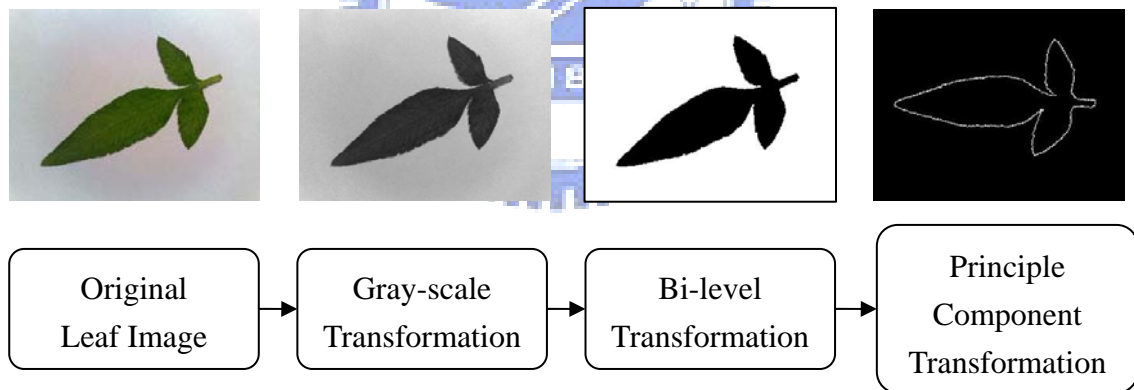 Original
Leaf Image
Gray-scale
Transformation
Bi-level
Transformation
Principle
Component
Transformation